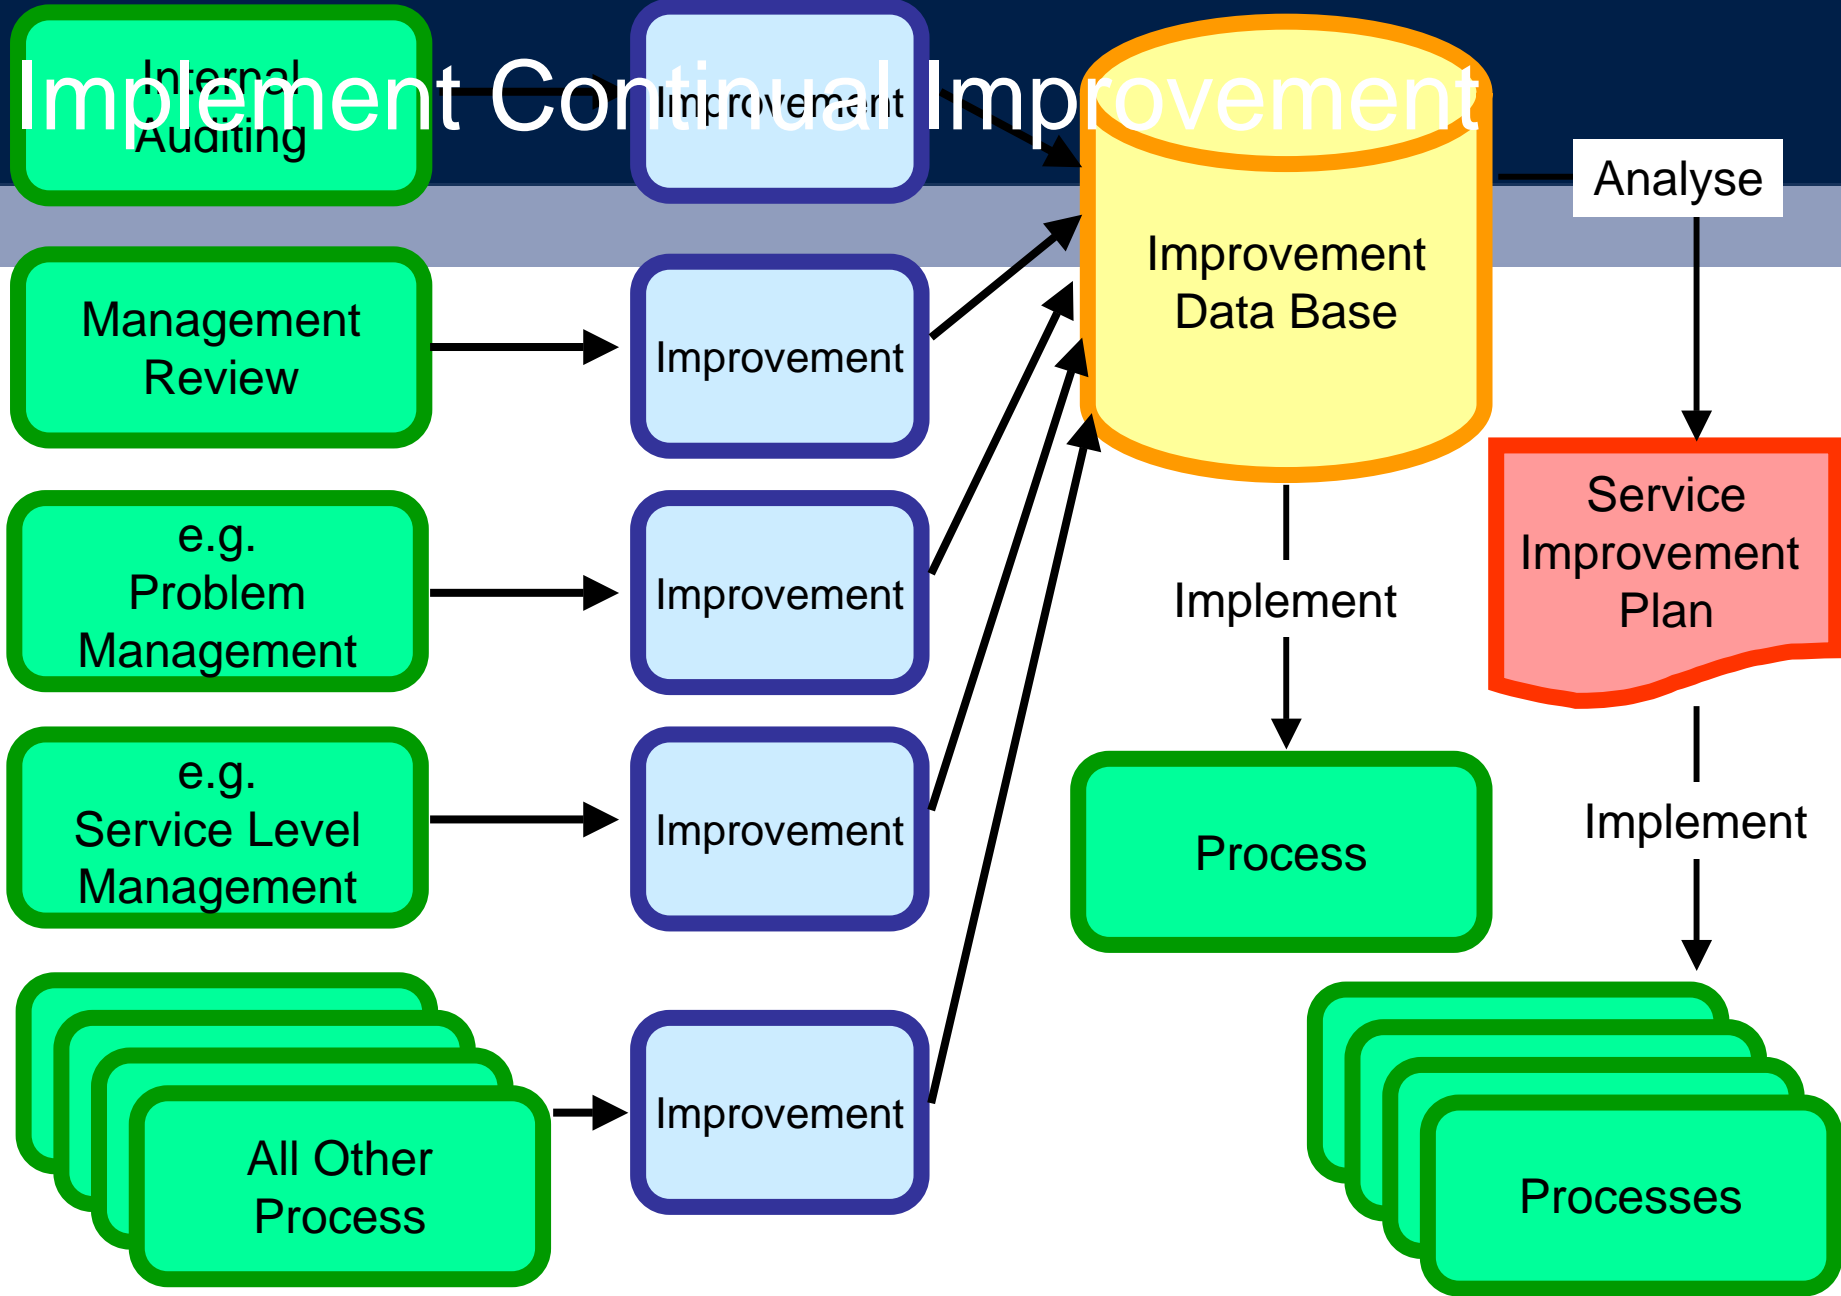 Implement Continual Improvement
Internal
Auditing
Improvement
Management
Review
Improvement
e.g.
Problem
Management
Improvement
e.g.
Service Level
Management
Improvement
All Other
Process
Improvement
Improvement
Data Base
Analyse
Implement
Process
Service
Improvement
Plan
Implement
Processes